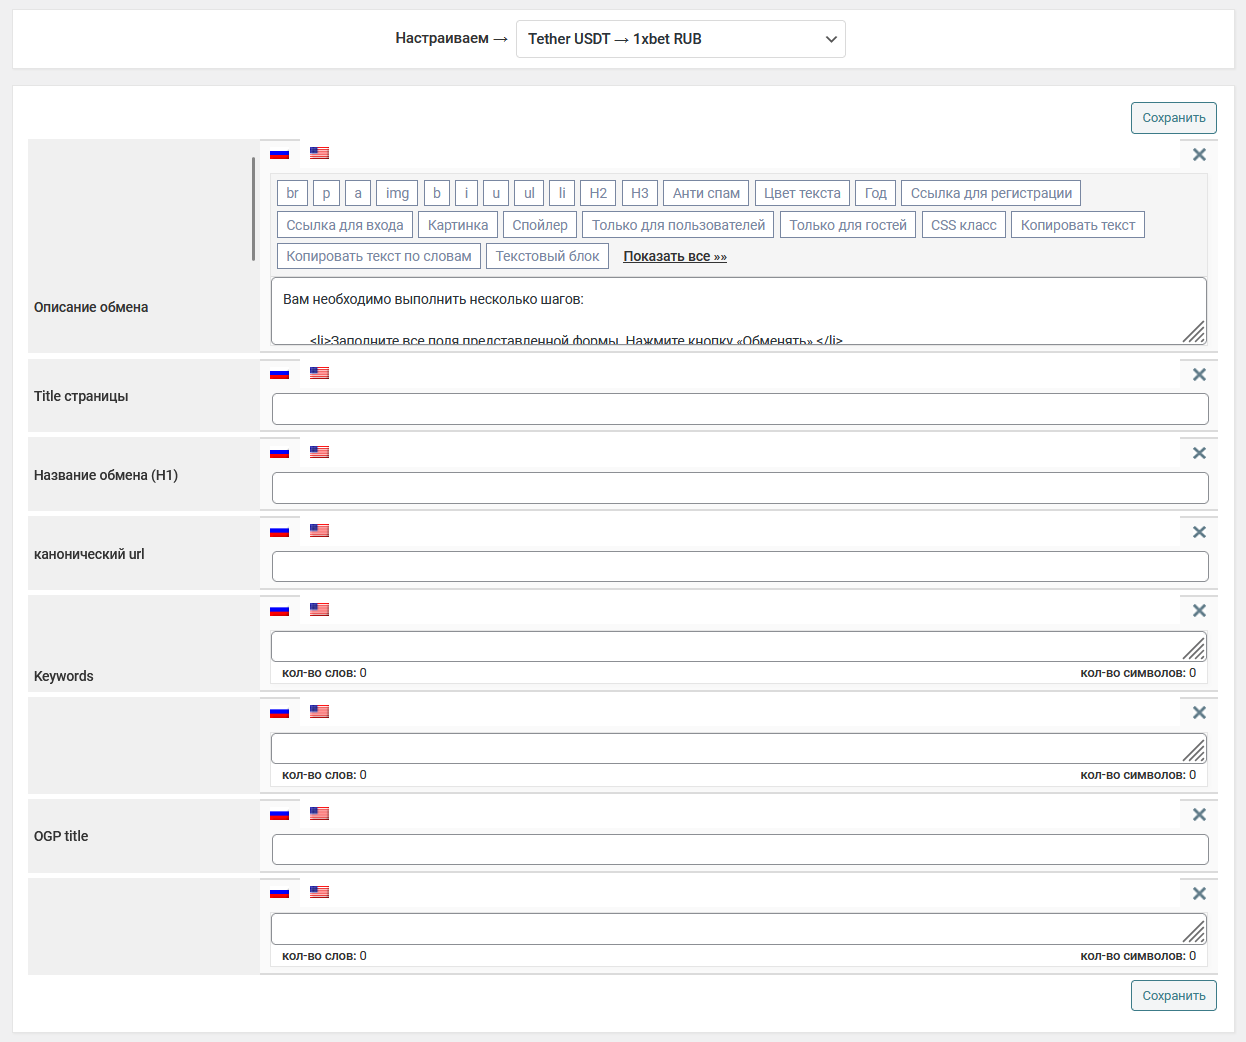 Настраиваем →
Tether USDT → 1xbet RUB
Сохранить
br p a img b i u ul li H2 H3 Анти спам Цвет текста Год Ссылка для регистрации
Ссылка для входа Картинка Спойлер Только для пользователей Только для гостей CSS класс Копировать текст
Копировать текст по словам Текстовый блок Показать все »»
Описание обмена
Вам необходимо выполнить несколько шагов:
<li>Заполните все поля представленной формы. Нажмите кнопку «Обменять».</li>
Title страницы
Название обмена (H1)
канонический url
Keywords
кол-во слов: 0 кол-во символов: 0
кол-во слов: 0 кол-во символов: 0
OGP title
кол-во слов: 0 кол-во символов: 0
Сохранить